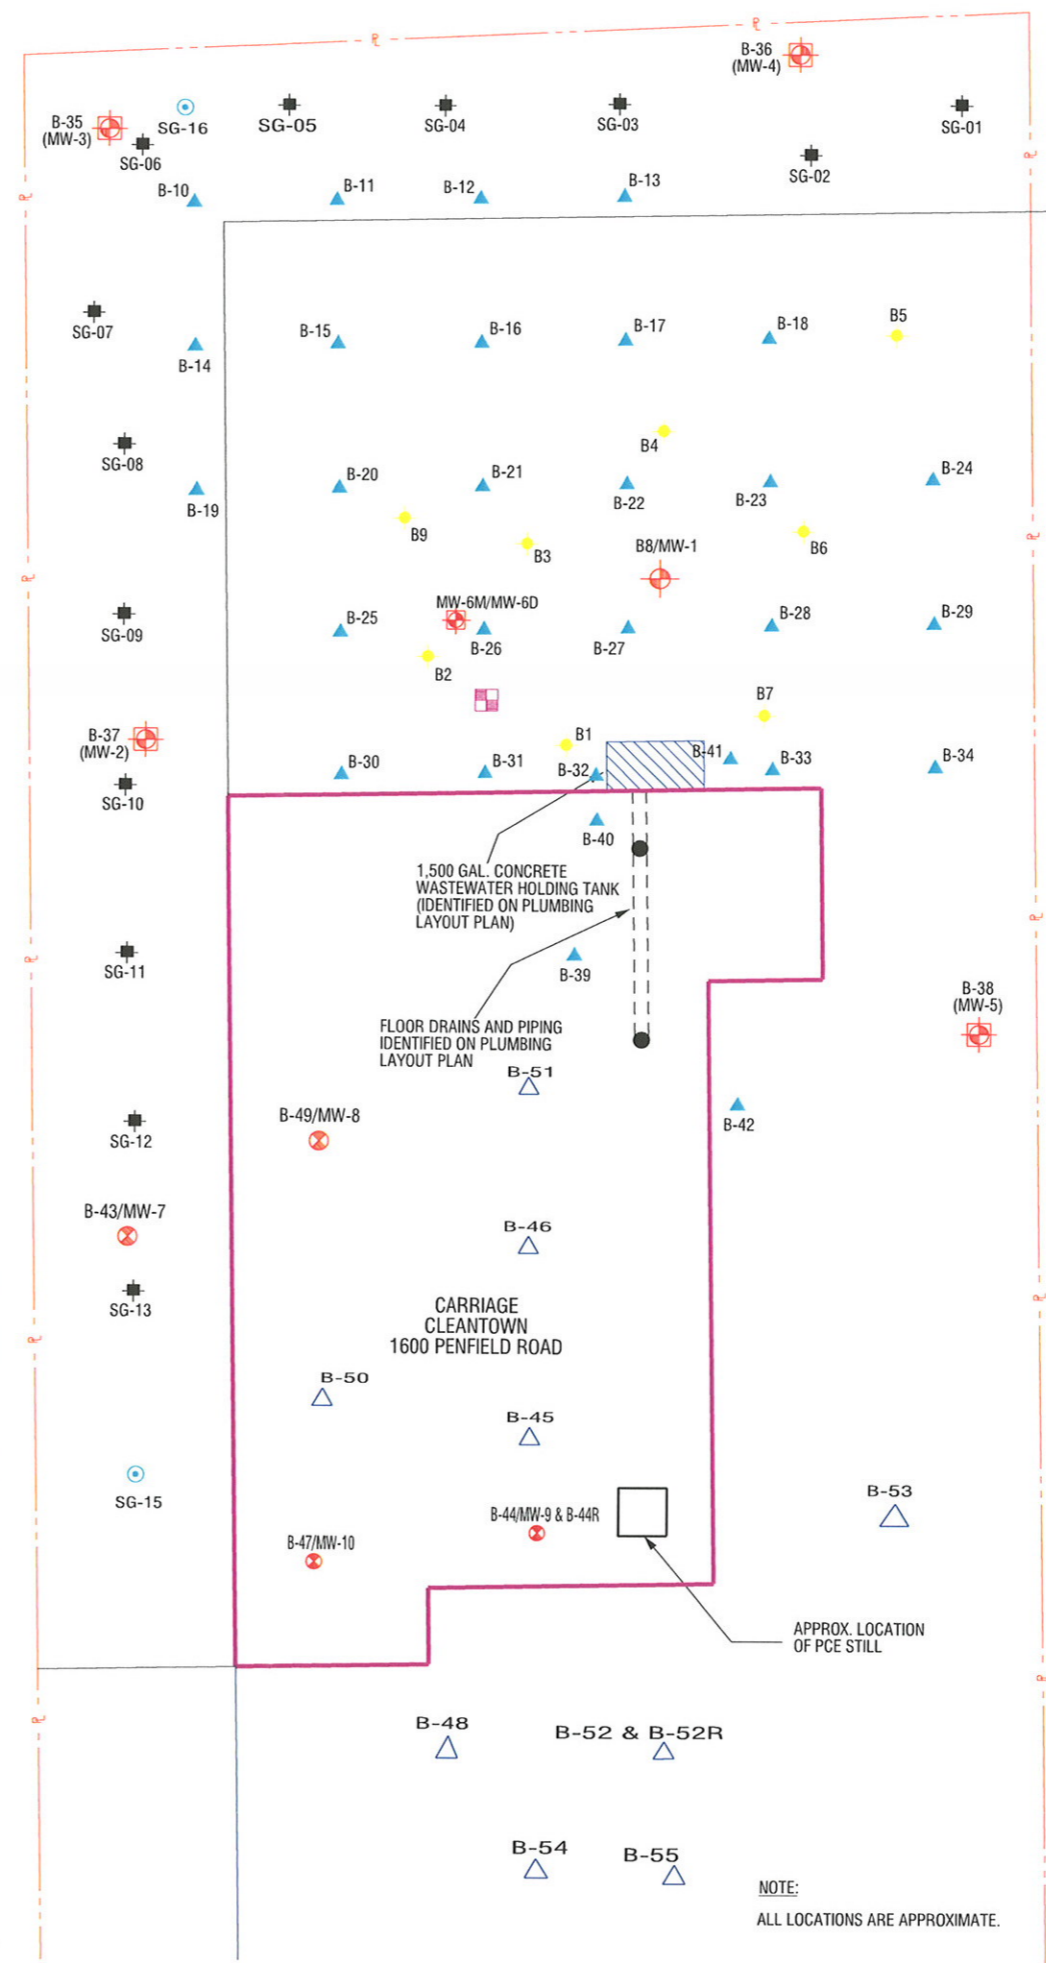 B-36
(MW-4)
B-35
(MW-3)
SG-16
SG-05
SG-04
SG-03
SG-01
SG-06
SG-02
B-10
B-11
B-12
B-13
SG-07
B-14
B-15
B-16
B-17
B-18
B5
B4
SG-08
B-19
B-20
B-21
B-22
B-23
B-24
B9
B3
B6
B8/MW-1
MW-6M/MW-6D
SG-09
B-25
B-26
B-27
B-28
B-29
B2
B7
B-37
(MW-2)
B1
B-41
SG-10
B-30
B-31
B-32
B-33
B-34
B-40
1,500 GAL. CONCRETE
WASTEWATER HOLDING TANK
(IDENTIFIED ON PLUMBING
LAYOUT PLAN)
SG-11
B-39
B-38
(MW-5)
FLOOR DRAINS AND PIPING
IDENTIFIED ON PLUMBING
LAYOUT PLAN
B-51
SG-12
B-49/MW-8
B-42
B-43/MW-7
B-46
SG-13
CARRIAGE
CLEANTOWN
1600 PENFIELD ROAD
B-50
B-45
SG-15
B-53
B-44/MW-9 & B-44R
B-47/MW-10
APPROX. LOCATION
OF PCE STILL
B-48
B-52 & B-52R
B-54
B-55
NOTE:
ALL LOCATIONS ARE APPROXIMATE.